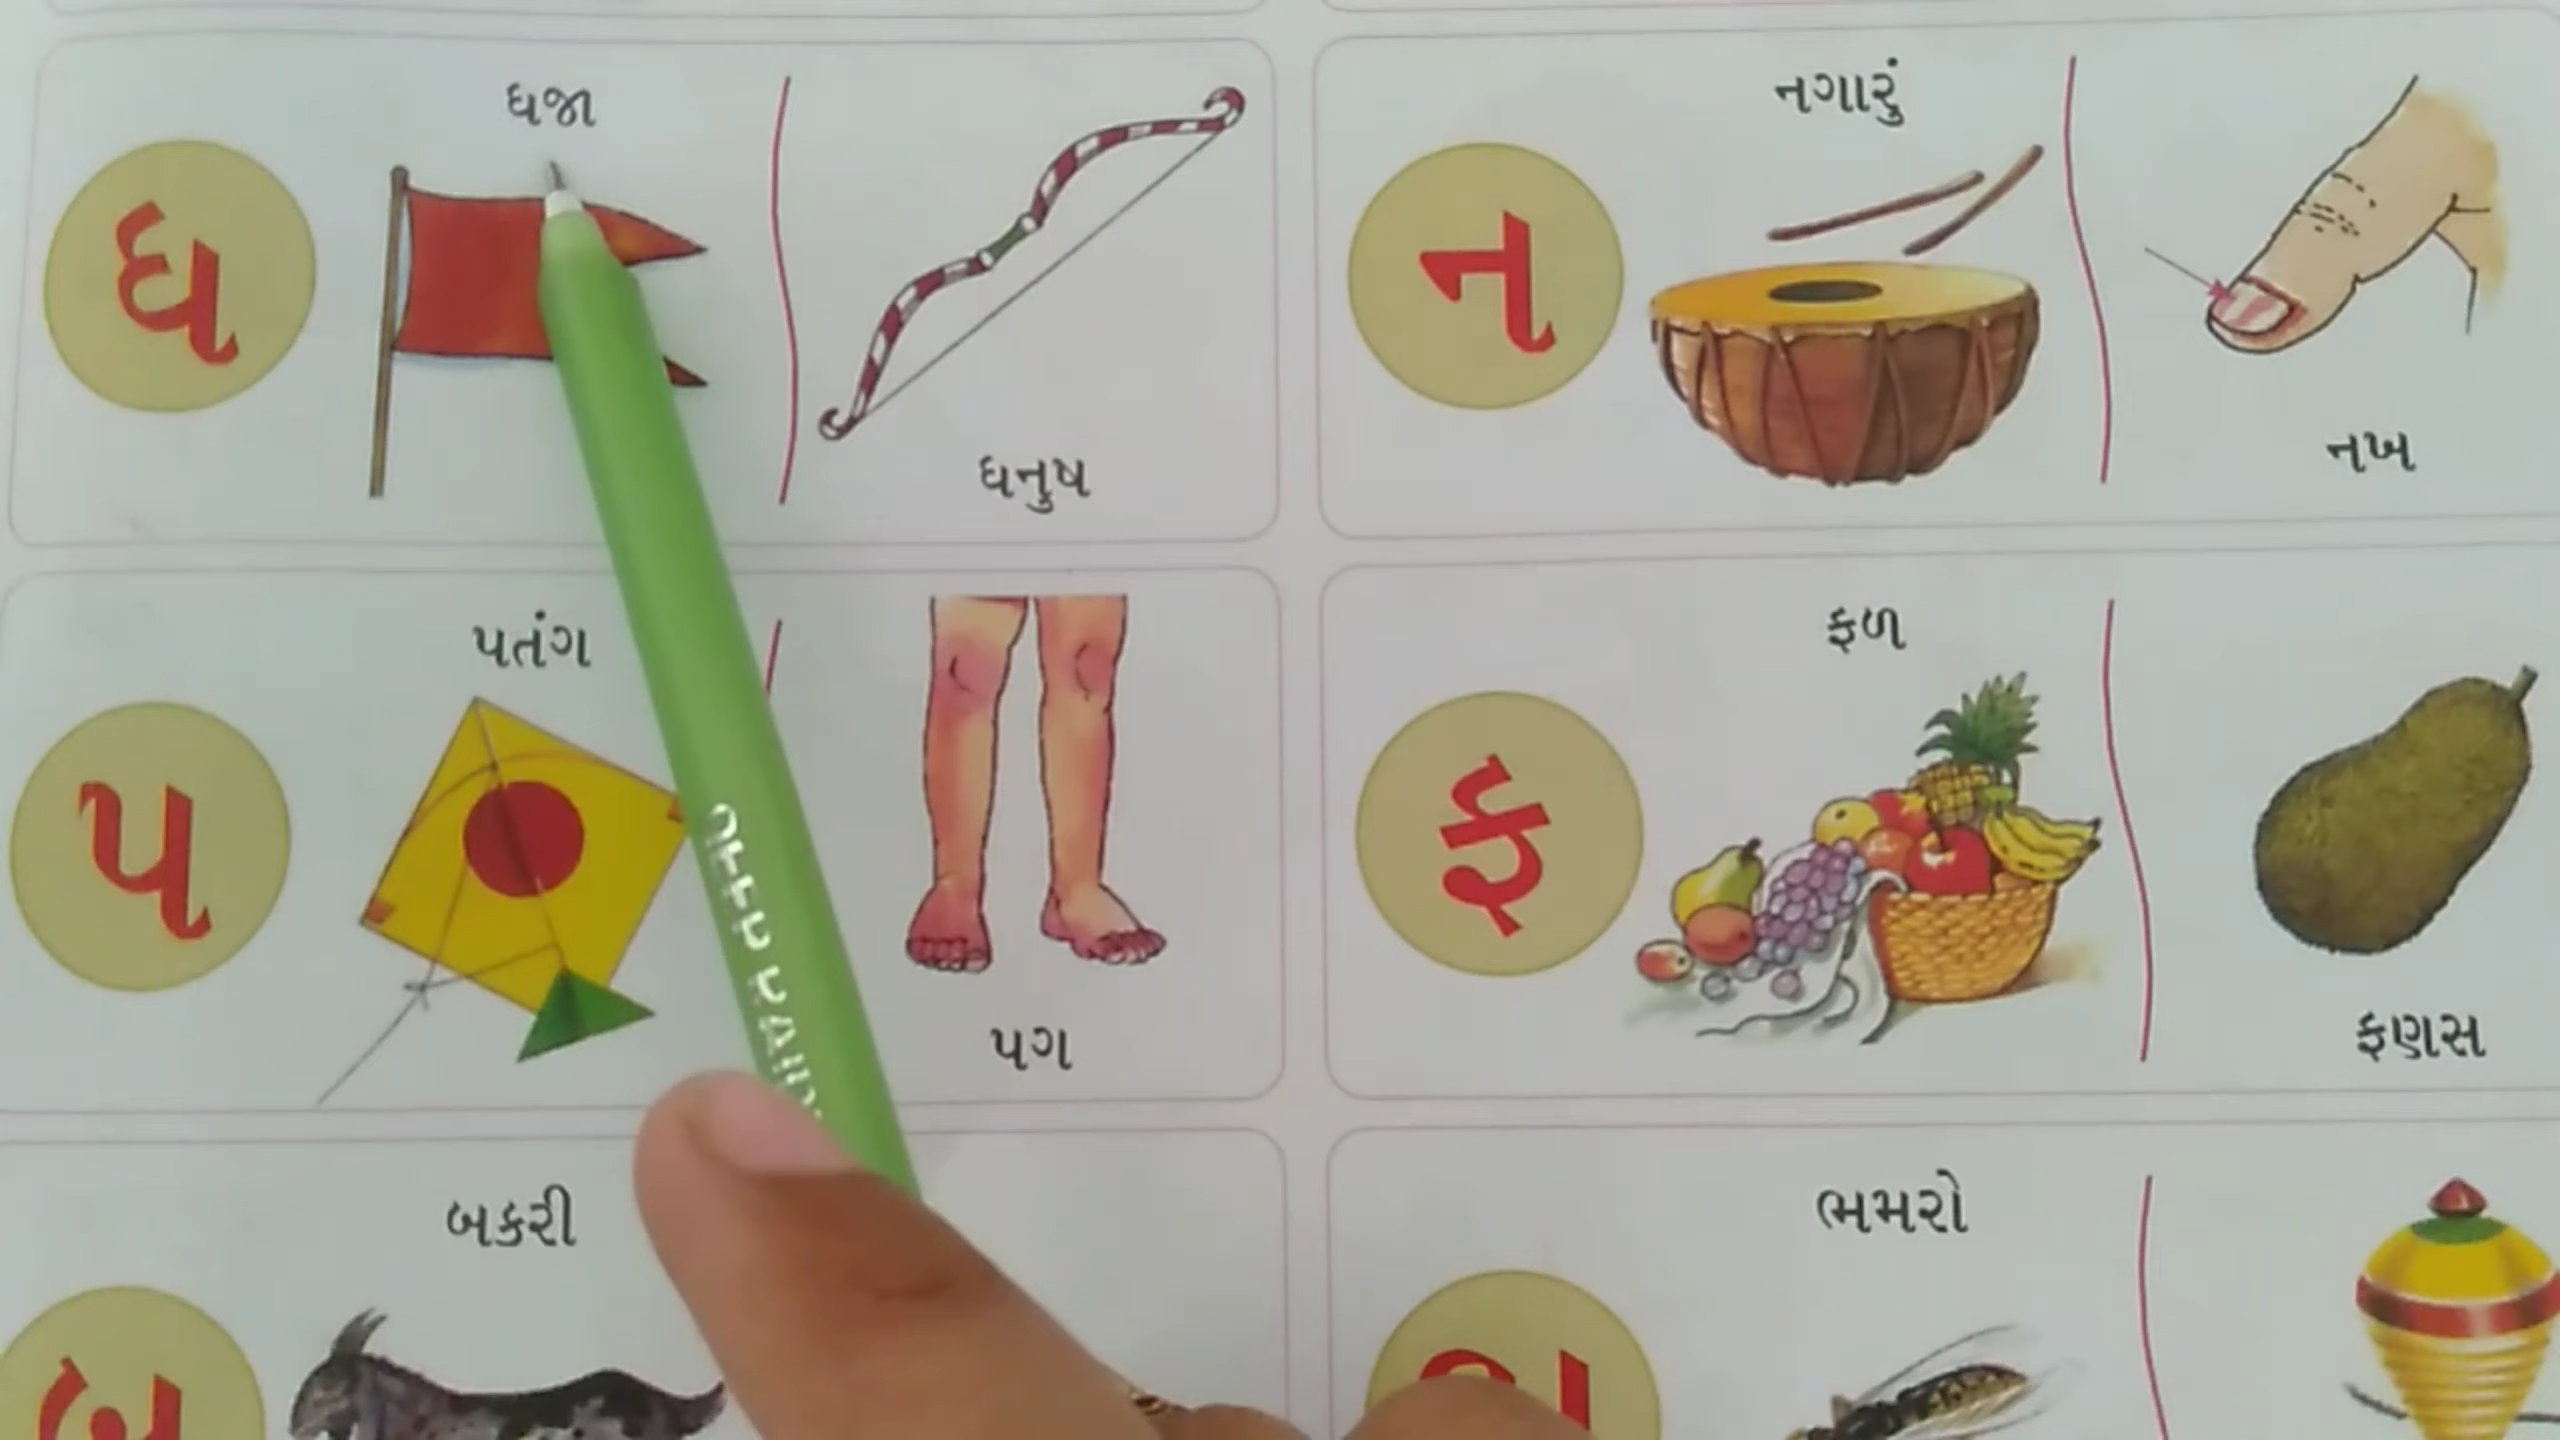 ધજા
ધ
ધનુષ
નગારું
ન
નખ
પતંગ
પ
પગ
ફળ
ફ
ફણસ
બકરી
બ
ભમરો